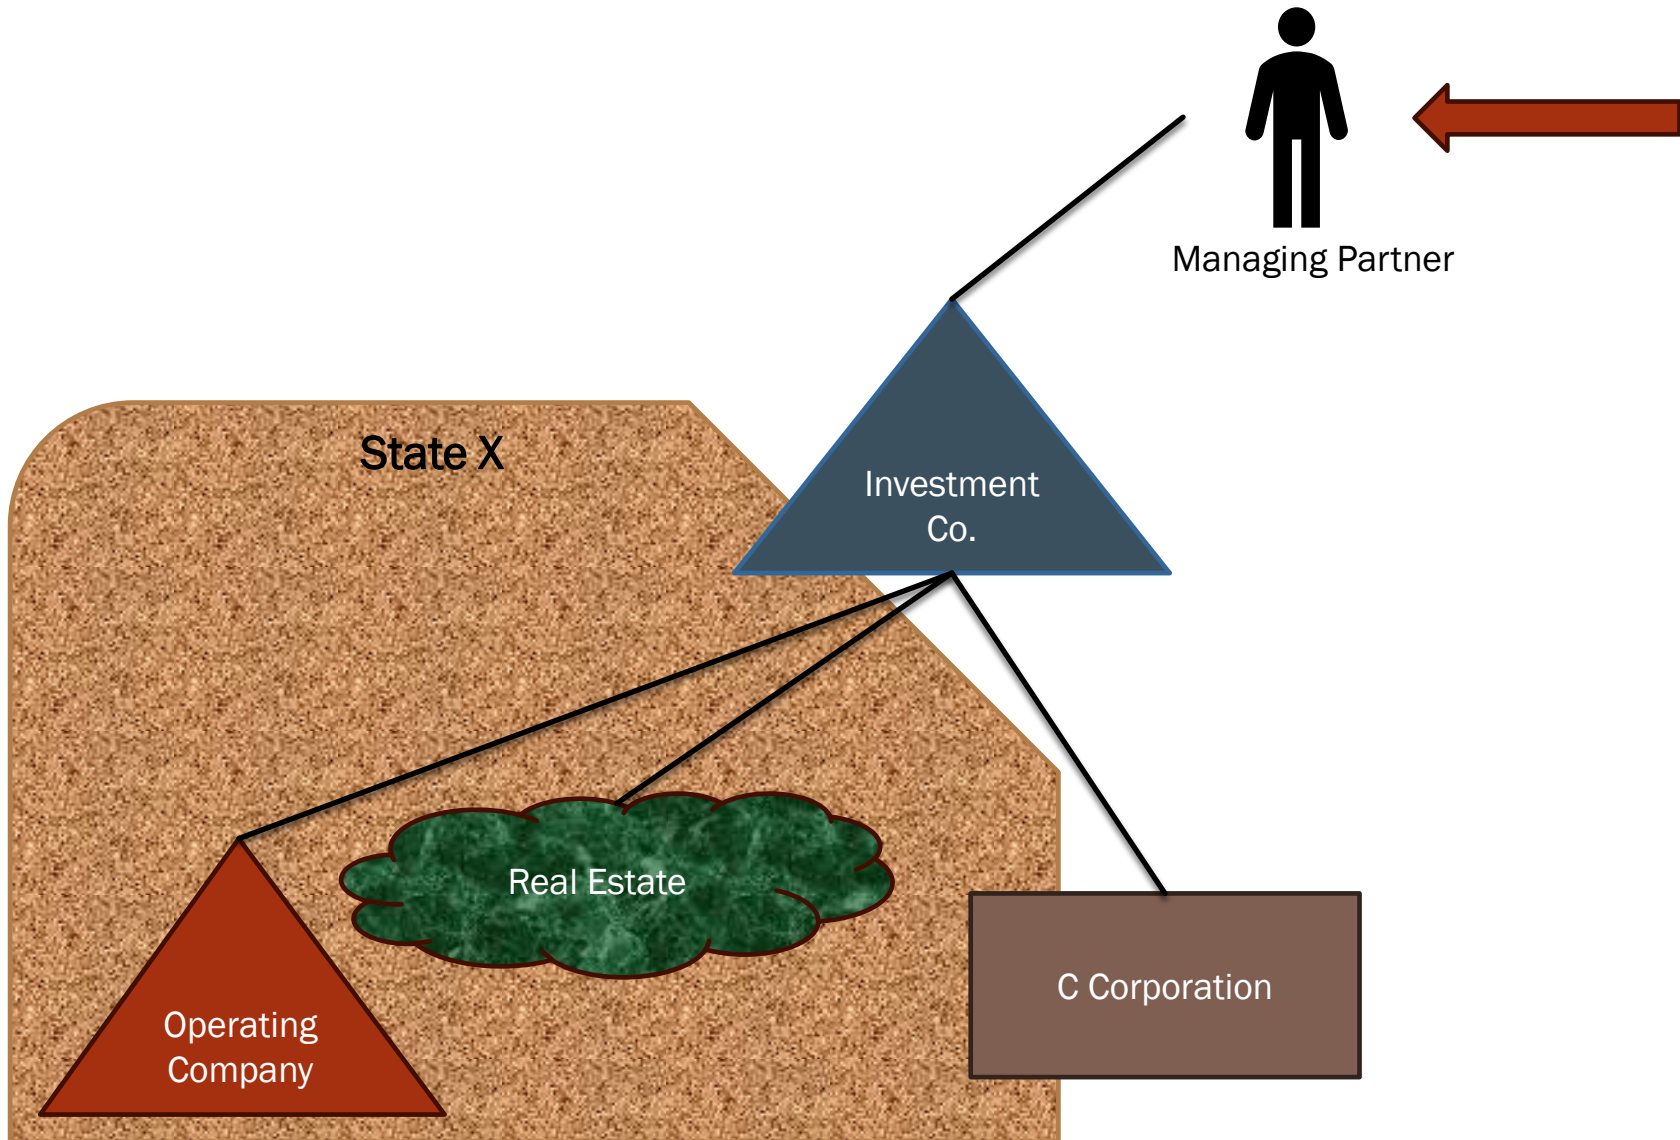 Managing Partner
State X
Investment
Co.
Real Estate
C Corporation
Operating
Company